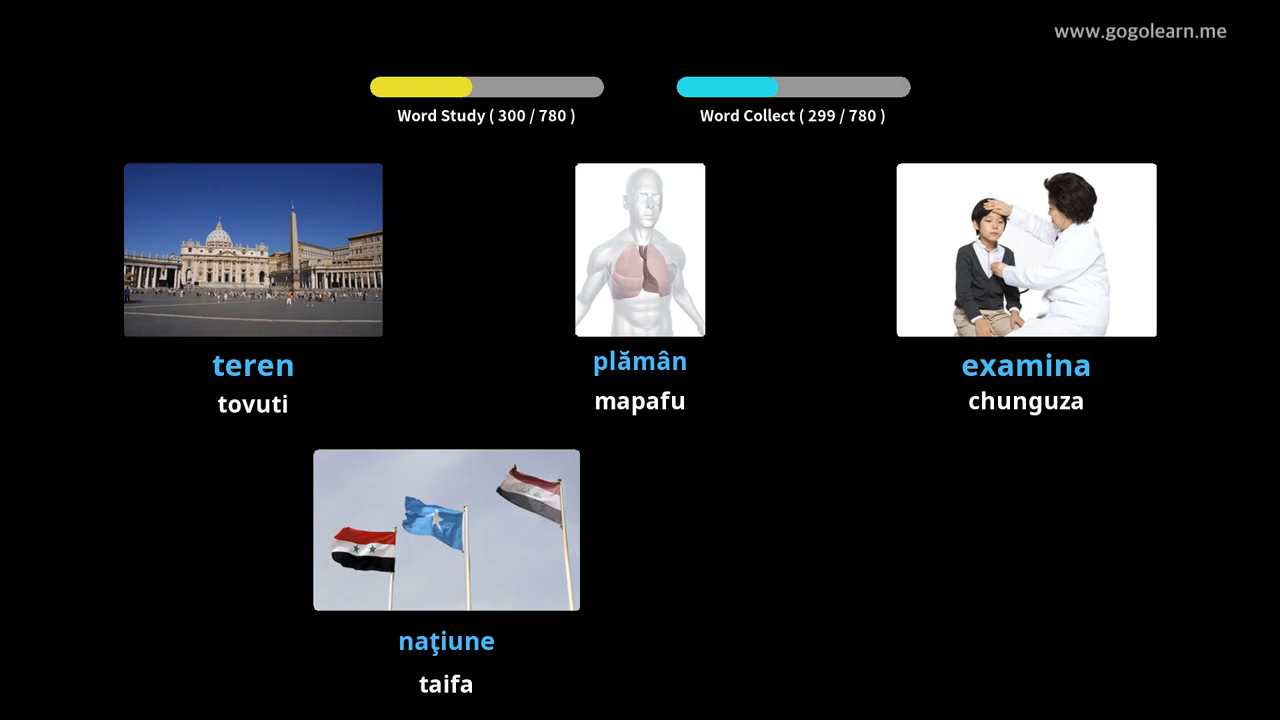 www.gogolearn.me
Word Study ( 300 / 780 )
Word Collect ( 299 / 780 )
teren
tovuti
plămân
mapafu
examina
chunguza
naţiune
taifa